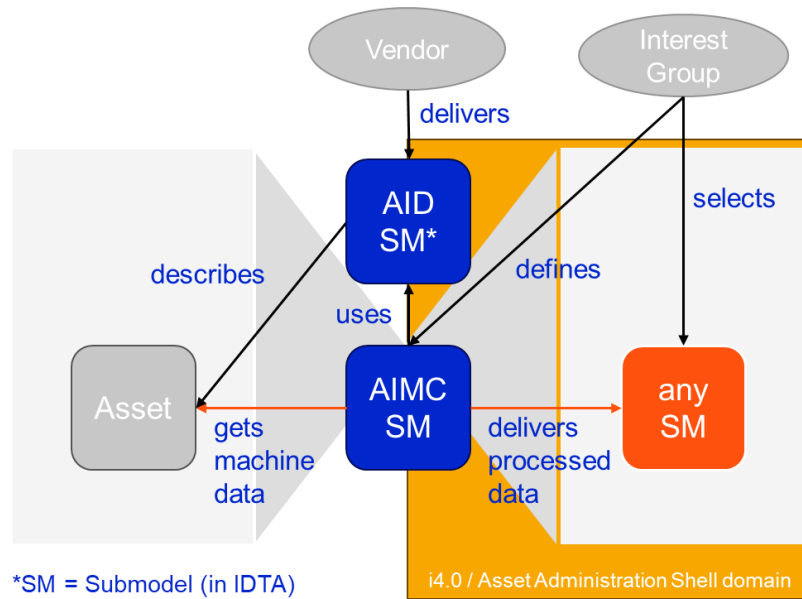 Vendor
Interest
Group
delivers
AID
SM*
selects
describes
defines
uses
Asset
AIMC
SM
any
SM
gets
machine
data
delivers
processed
data
*SM = Submodel (in IDTA)
i4.0 / Asset Administration Shell domain